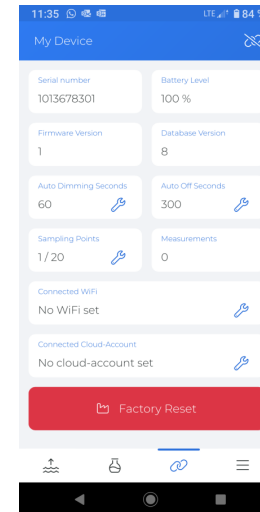 11:35 LTE 84 %
My Device
Serial number Battery Level
1013678301 100 %
Firmware Version Database Version
1 8
Auto Dimming Seconds Auto Off Seconds
60 300
Sampling Points Measurements
1 / 20 0
Connected WiFi
No WiFi set
Connected Cloud-Account
No cloud-account set
Factory Reset